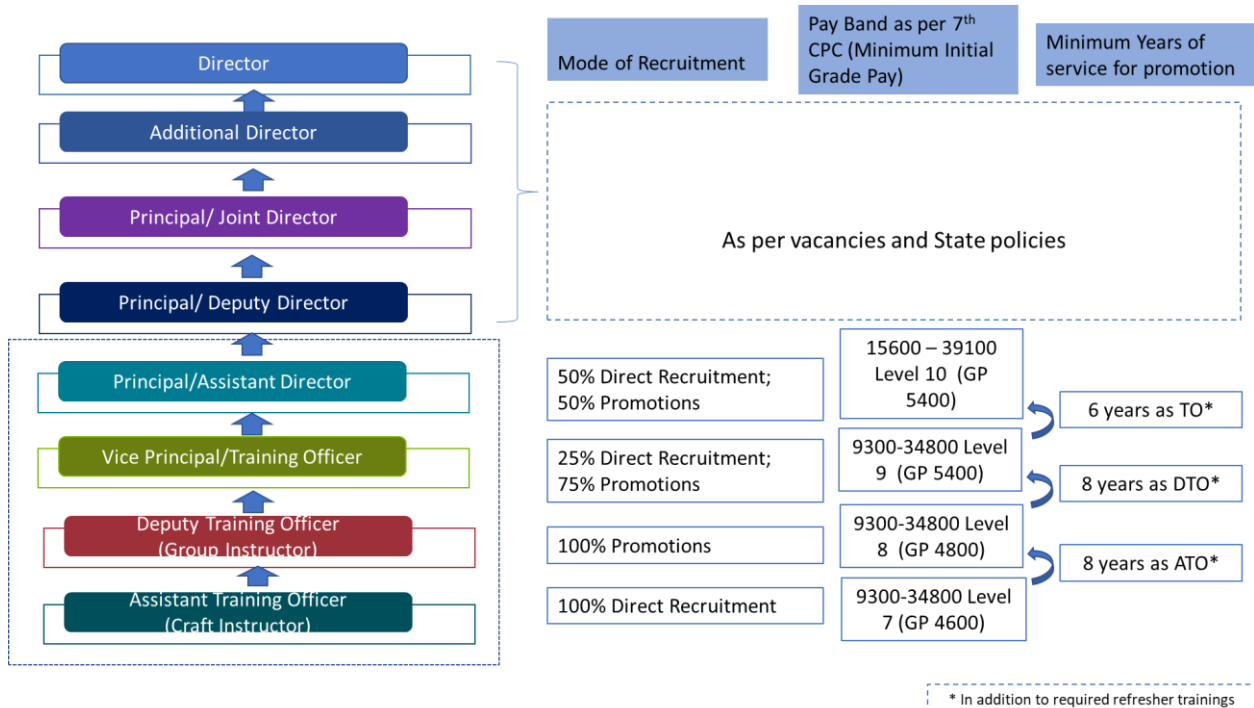 Director
Additional Director
Principal/ Joint Director
Principal/ Deputy Director
Principal/Assistant Director
Vice Principal/Training Officer
Deputy Training Officer
(Group Instructor)
Assistant Training Officer
(Craft Instructor)
Mode of Recruitment
Pay Band as per 7th
CPC (Minimum Initial
Grade Pay)
Minimum Years of
service for promotion
As per vacancies and State policies
50% Direct Recruitment;
50% Promotions
15600 – 39100
Level 10 (GP
5400)
6 years as TO*
25% Direct Recruitment;
75% Promotions
9300-34800 Level
9 (GP 5400)
8 years as DTO*
100% Promotions
9300-34800 Level
8 (GP 4800)
8 years as ATO*
100% Direct Recruitment
9300-34800 Level
7 (GP 4600)
* In addition to required refresher trainings